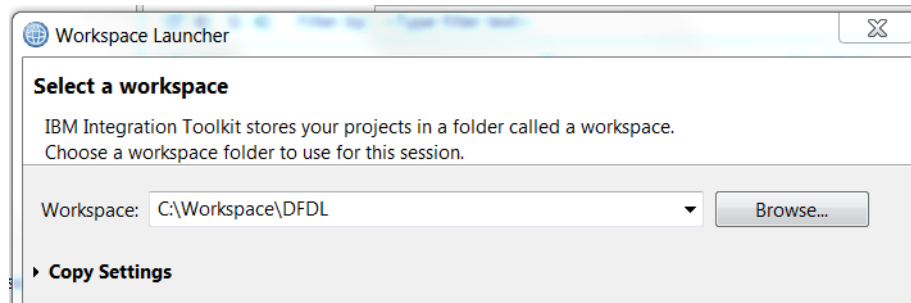 Workspace Launcher
Select a workspace
IBM Integration Toolkit stores your projects in a folder called a workspace.
Choose a workspace folder to use for this session.
Workspace: C:\Workspace\DFDL Browse...
Copy Settings